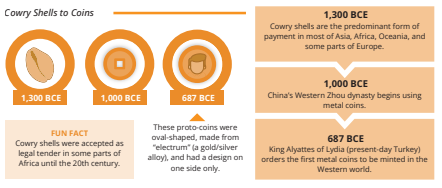 Cowry Shells to Coins
1,300 BCE
1,000 BCE
687 BCE
FUN FACT
Cowry shells were accepted as
legal tender in some parts of
Africa until the 20th century.
These proto-coins were
oval-shaped, made from
“electrum” (a gold/silver
alloy), and had a design on
one side only.
1,300 BCE
Cowry shells are the predominant form of
payment in most of Asia, Africa, Oceania, and
some parts of Europe.
1,000 BCE
China's Western Zhou dynasty begins using
metal coins.
687 BCE
King Alyattes of Lydia (present-day Turkey)
orders the first metal coins to be minted in the
Western world.